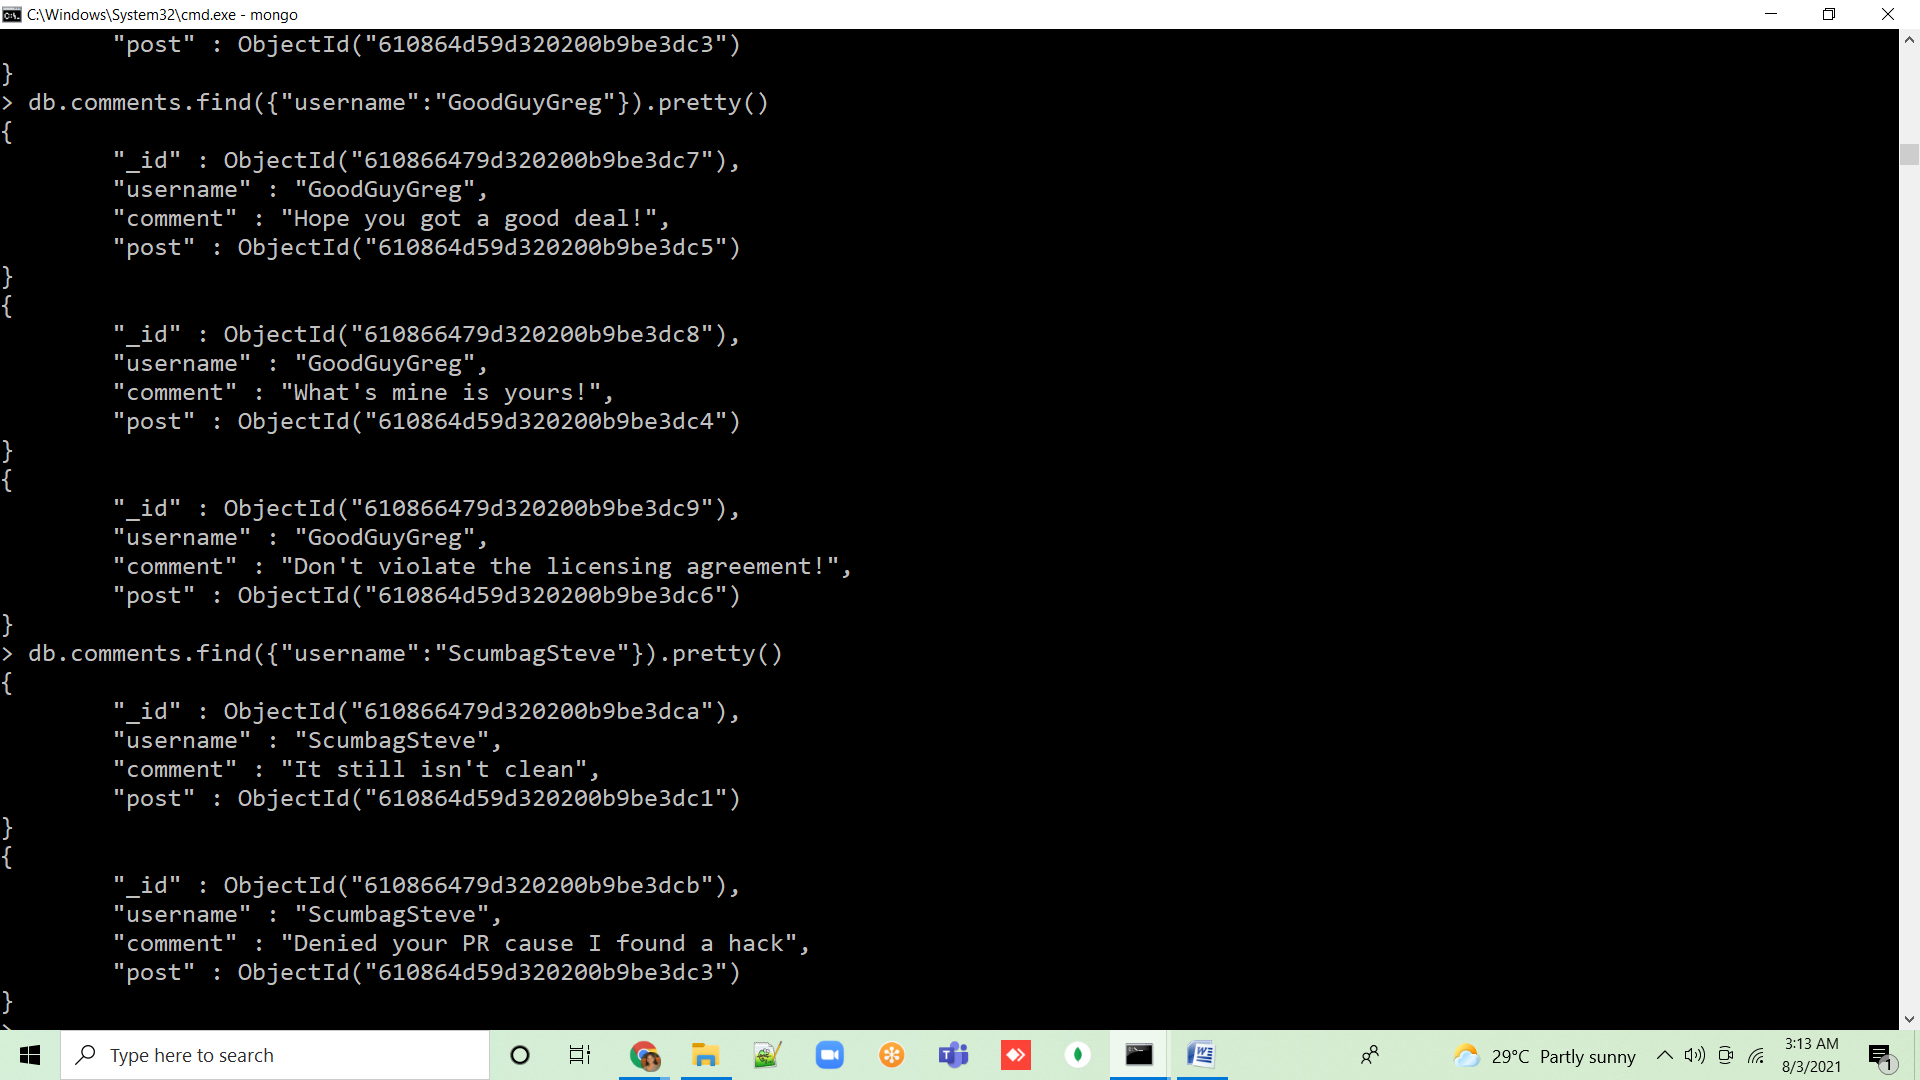 C:\Windows\System32\cmd.exe - mongo
"post" : ObjectId("610864d59d320200b9be3dc3")
}
> db.comments.find({"username":"GoodGuyGreg"}).pretty()
{
"_id" : ObjectId("610866479d320200b9be3dc7"),
"username" : "GoodGuyGreg",
"comment" : "Hope you got a good deal!",
"post" : ObjectId("610864d59d320200b9be3dc5")
}
{
"_id" : ObjectId("610866479d320200b9be3dc8"),
"username" : "GoodGuyGreg",
"comment" : "What's mine is yours!",
"post" : ObjectId("610864d59d320200b9be3dc4")
}
{
"_id" : ObjectId("610866479d320200b9be3dc9"),
"username" : "GoodGuyGreg",
"comment" : "Don't violate the licensing agreement!",
"post" : ObjectId("610864d59d320200b9be3dc6")
}
> db.comments.find({"username":"ScumbagSteve"}).pretty()
{
"_id" : ObjectId("610866479d320200b9be3dca"),
"username" : "ScumbagSteve",
"comment" : "It still isn't clean",
"post" : ObjectId("610864d59d320200b9be3dc1")
}
{
"_id" : ObjectId("610866479d320200b9be3dcb"),
"username" : "ScumbagSteve",
"comment" : "Denied your PR cause I found a hack",
"post" : ObjectId("610864d59d320200b9be3dc3")
}
>
Type here to search
29°C Partly sunny
3:13 AM
8/3/2021
1